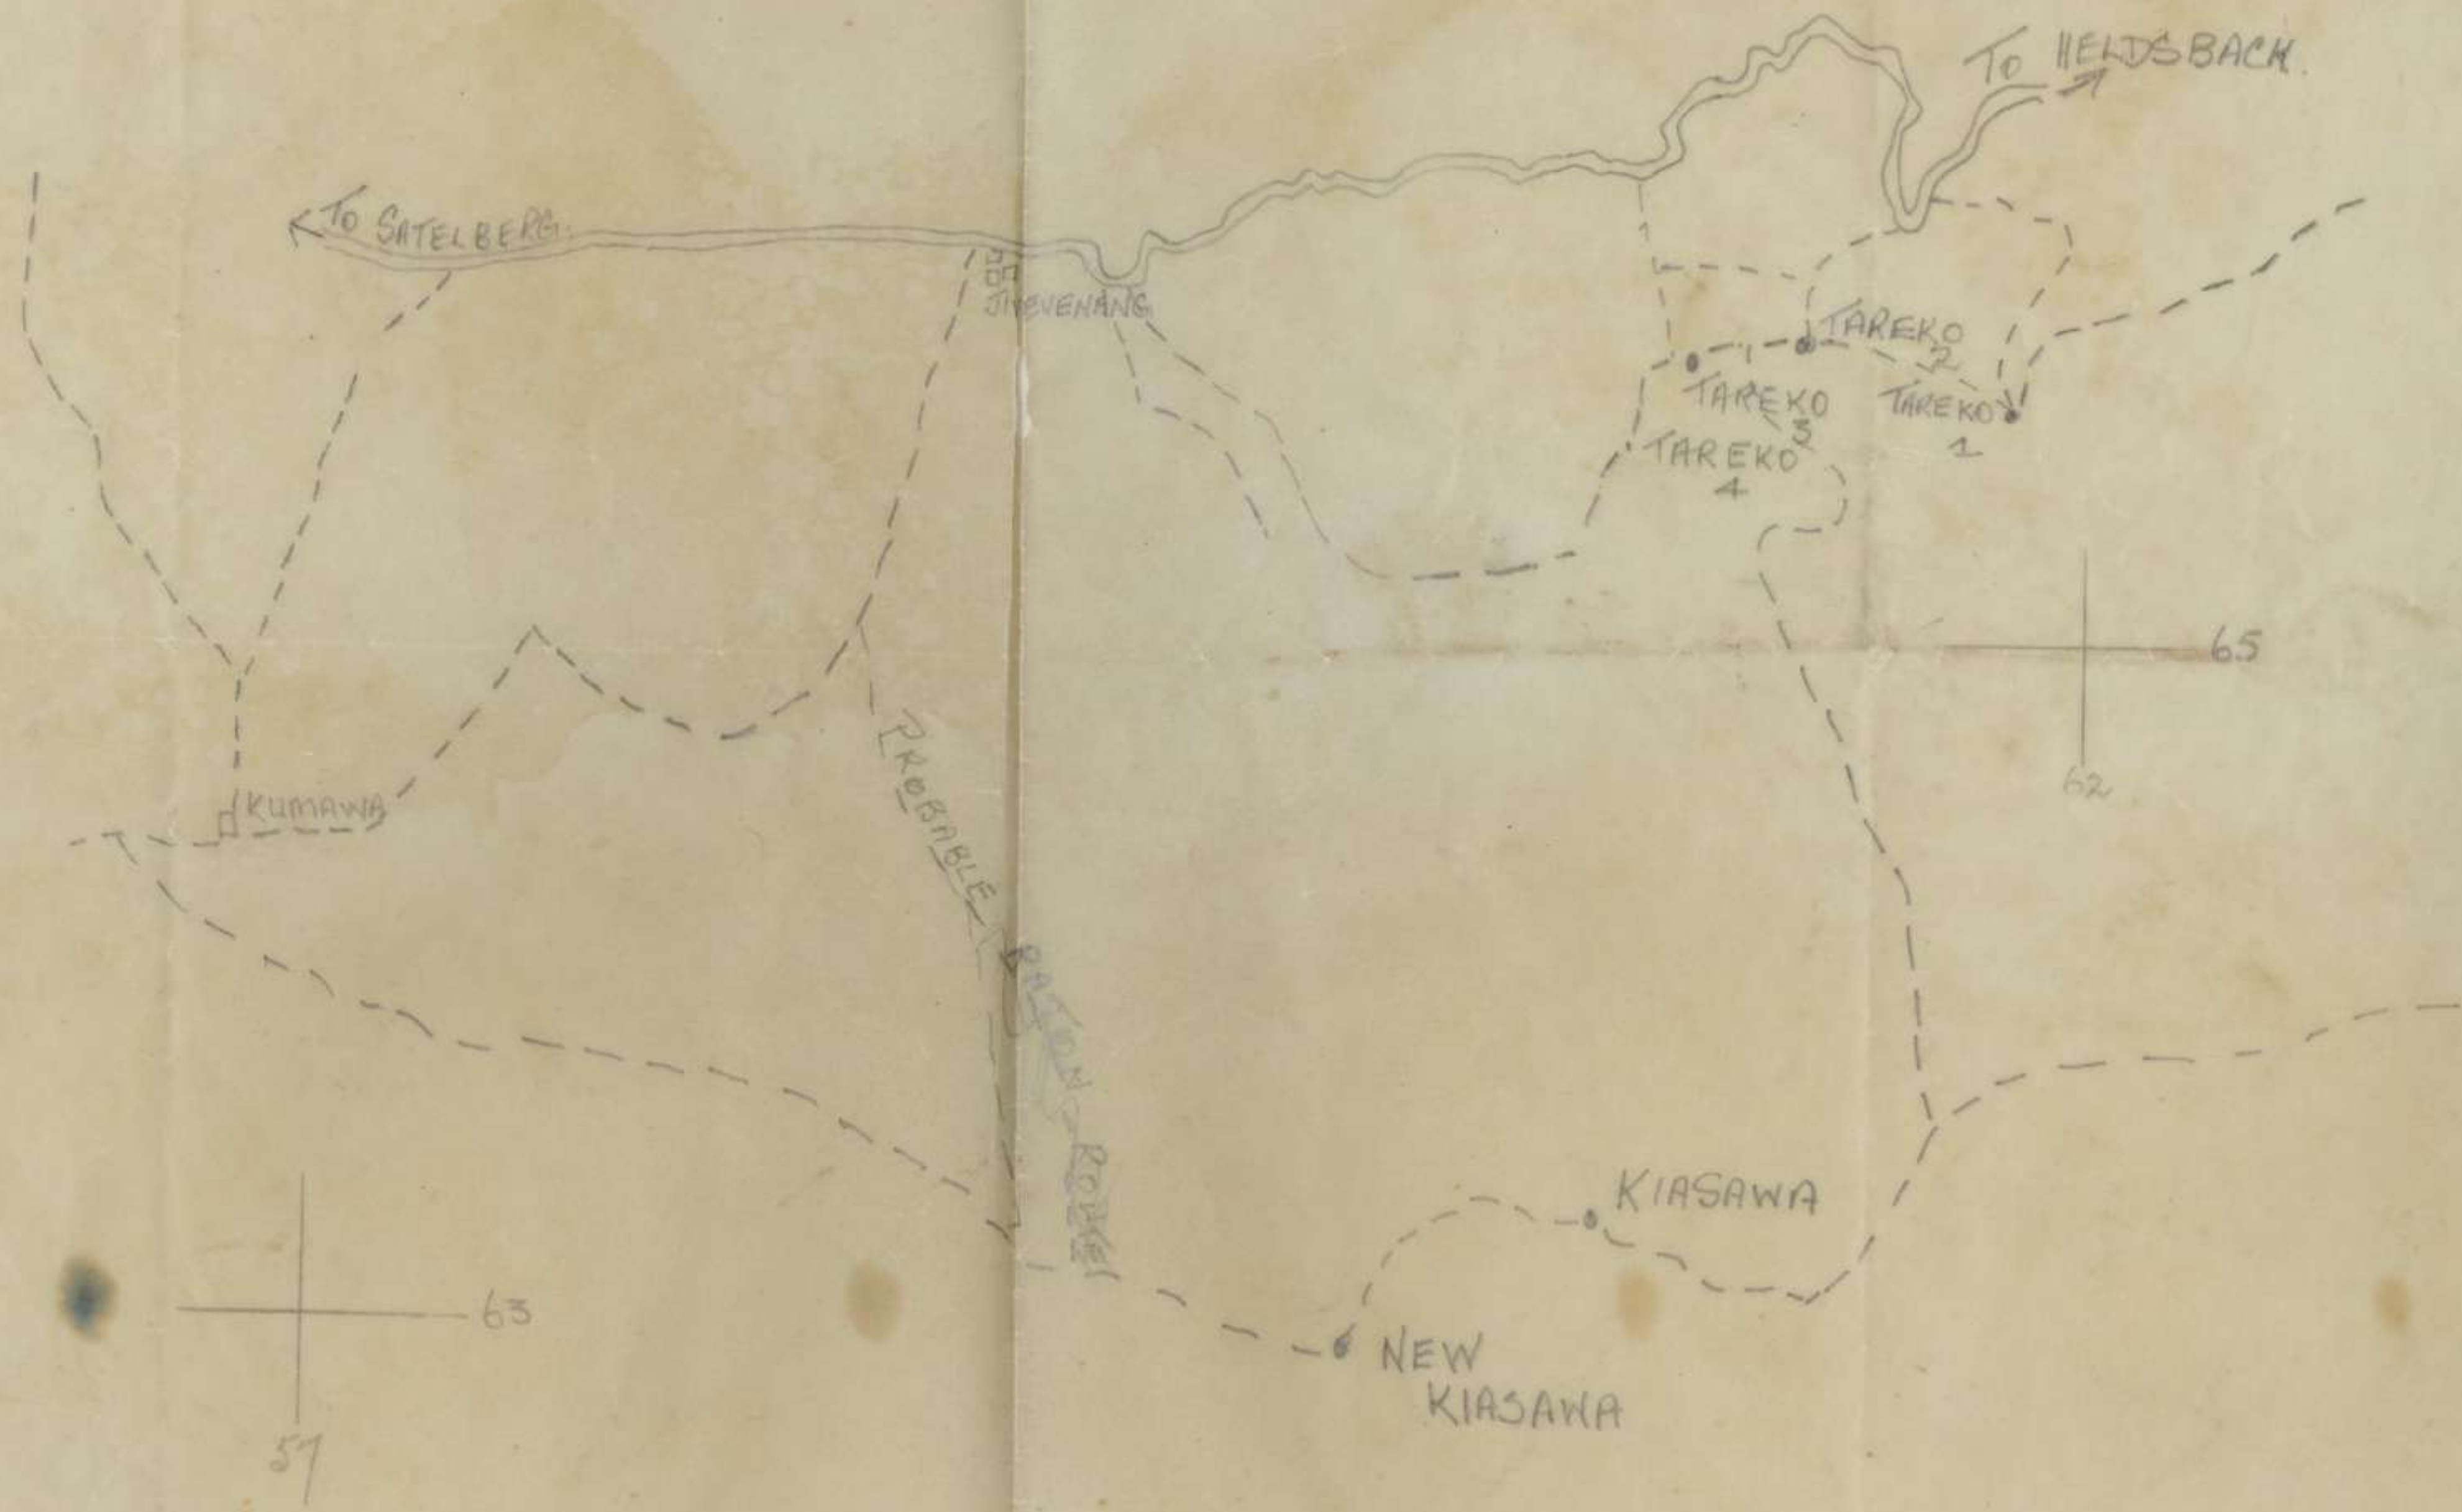 TO HELDSBACH.
TO SATELBERG.
JIVEVENANG
TAREKO
2
TAREKO
3
TAREKO
1
TAREKO
4
65
62
PROBABLE
KUMAWA
KIASAWA
63
NEW
KIASAWA
57